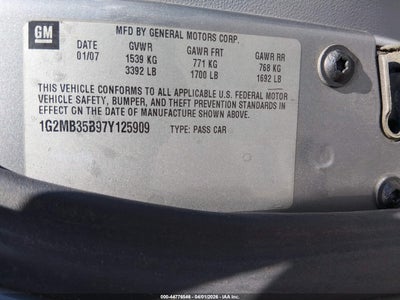 GM
MFD BY GENERAL MOTORS CORP.
DATE GVWR GAWR FRT GAWR RR
01/07 1539 KG 771 KG 768 KG
3392 LB 1700 LB 1692 LB
THIS VEHICLE CONFORMS TO ALL APPLICABLE U.S. FEDERAL MOTOR
VEHICLE SAFETY, BUMPER, AND THEFT PREVENTION STANDARDS IN
EFFECT ON THE DATE OF MANUFACTURE SHOWN ABOVE.
1G2MB35B97Y125909 TYPE: PASS CAR
000-44776546 - 04/01/2026 - IAA Inc.